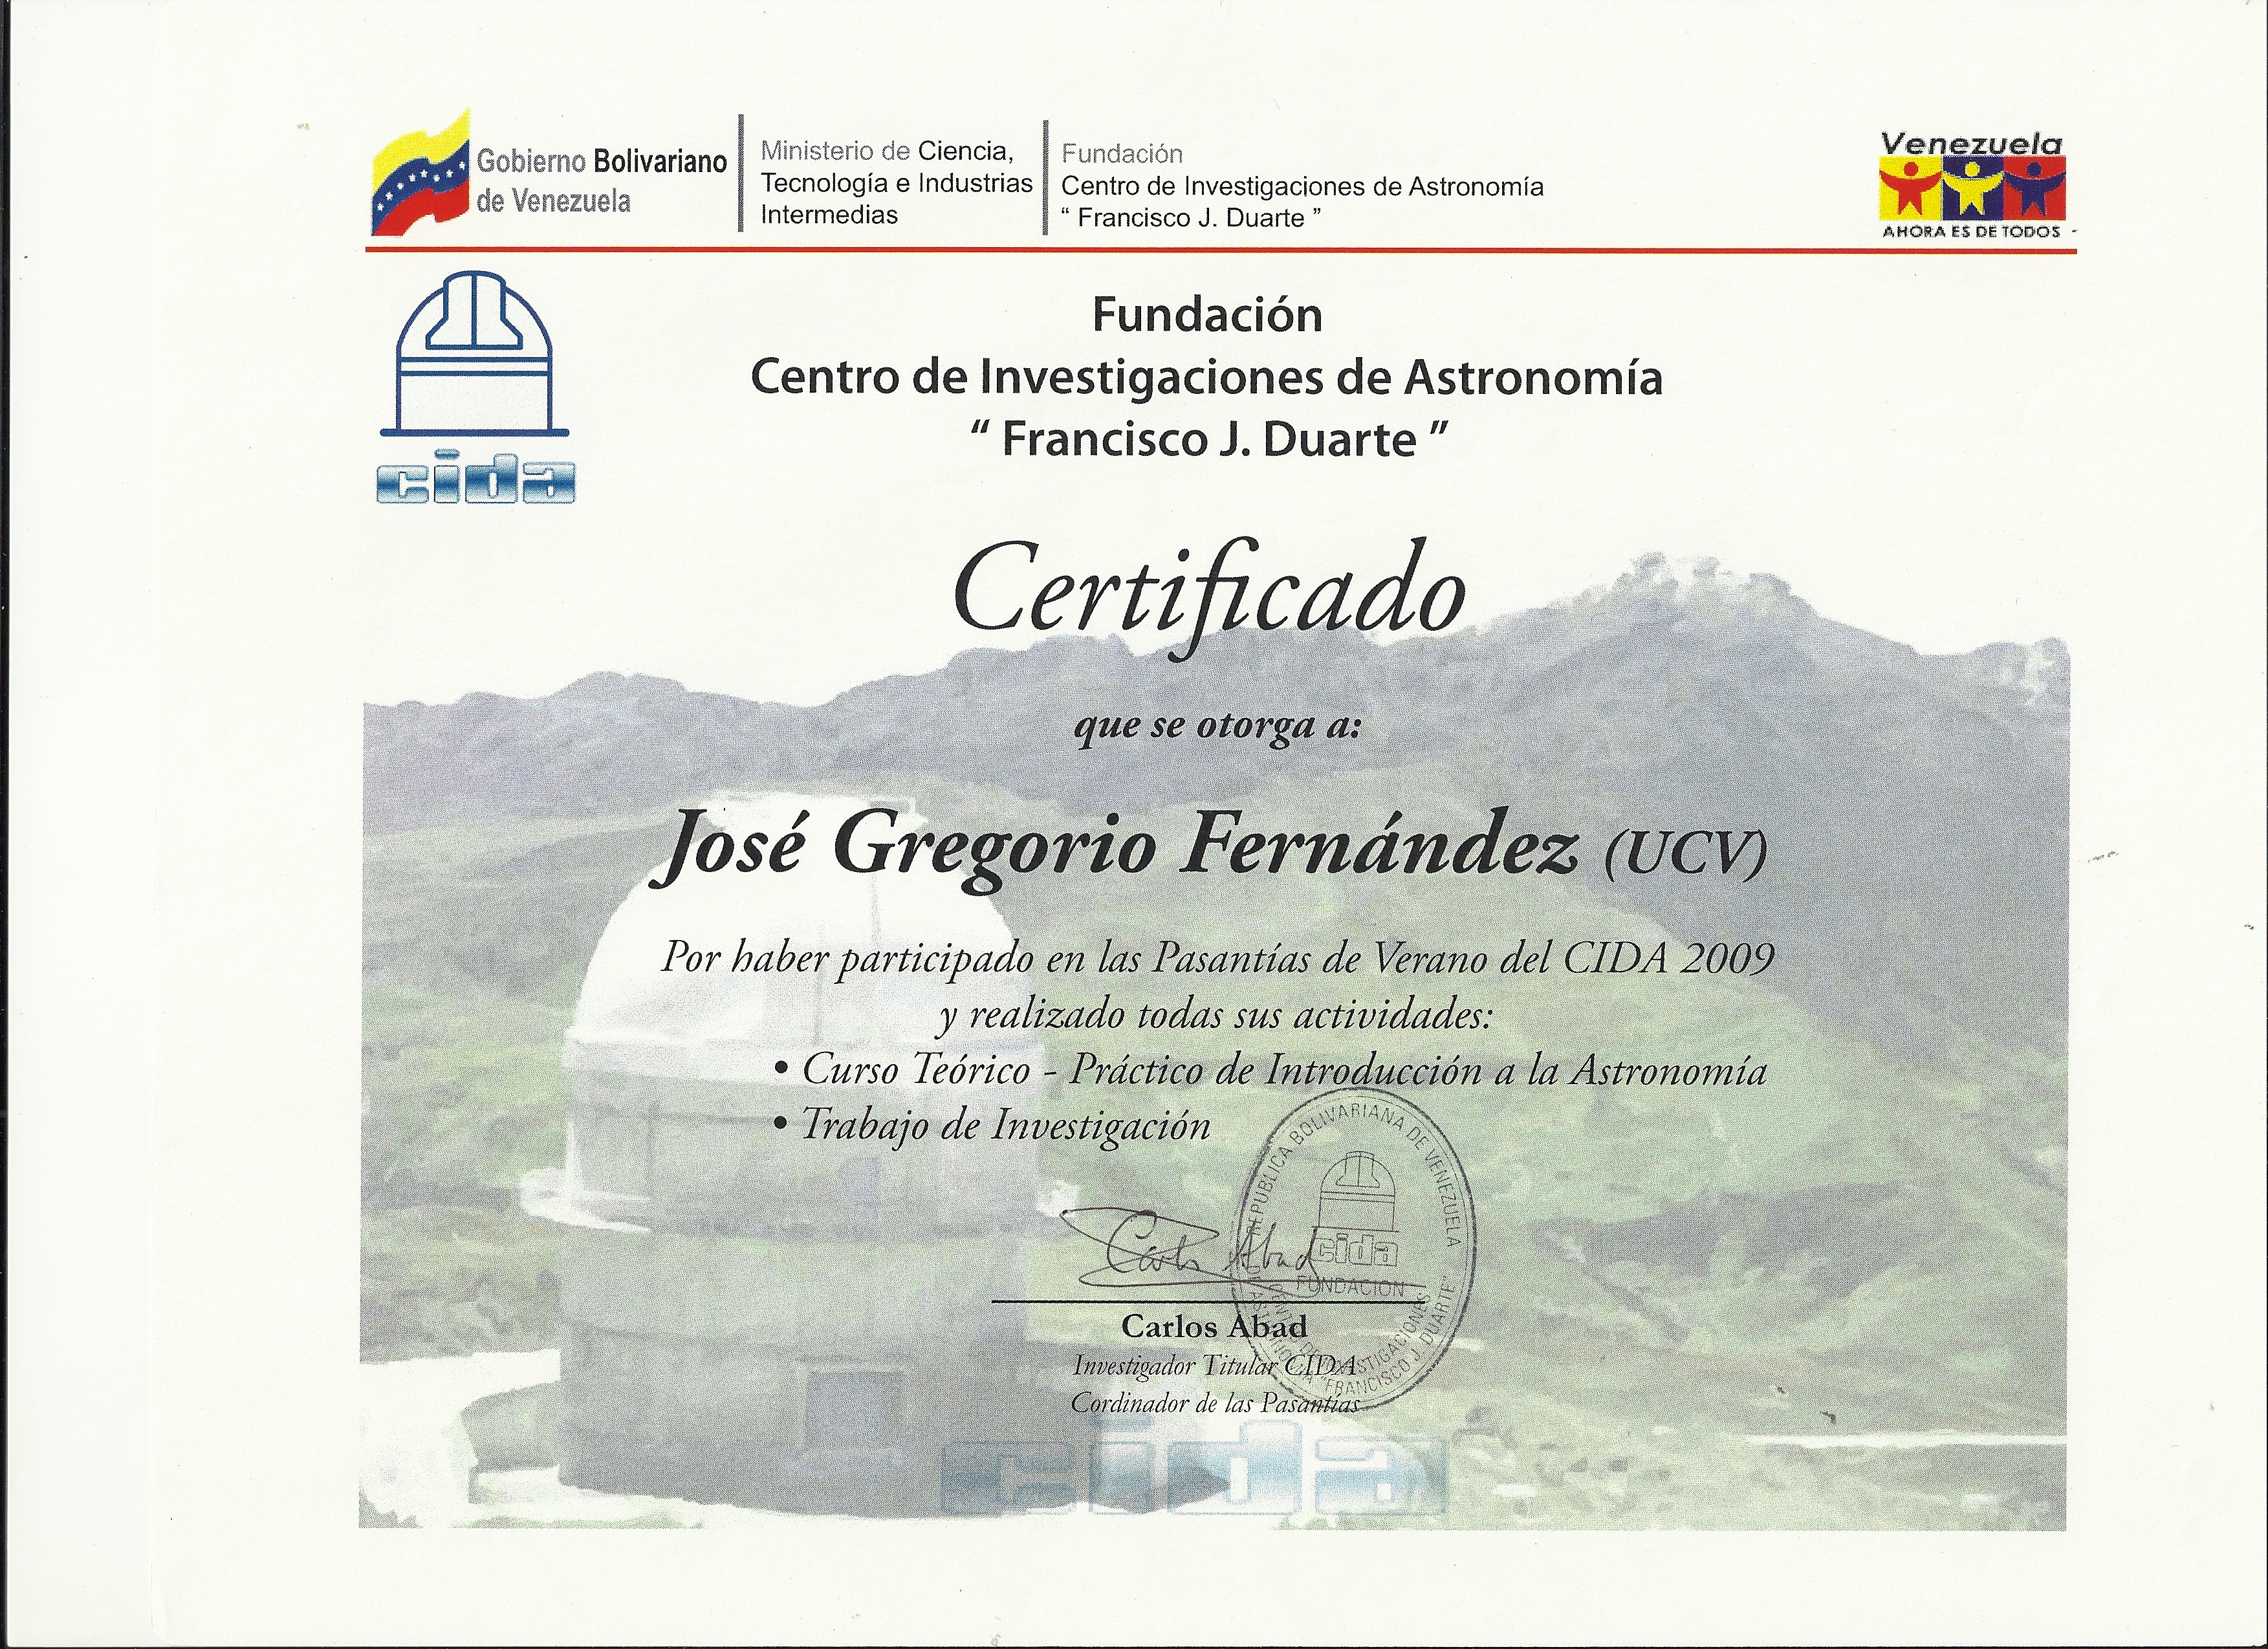 Gobierno Bolivariano
de Venezuela
Ministerio de Ciencia,
Tecnología e Industrias
Intermedias
Fundación
Centro de Investigaciones de Astronomía
“ Francisco J. Duarte ”
Venezuela
AHORA ES DE TODOS
cida
Fundación
Centro de Investigaciones de Astronomía
“ Francisco J. Duarte ”
Certificado
que se otorga a:
José Gregorio Fernández (UCV)
Por haber participado en las Pasantías de Verano del CIDA 2009
y realizado todas sus actividades:
• Curso Teórico - Práctico de Introducción a la Astronomía
• Trabajo de Investigación
REPUBLICA BOLIVARIANA DE VENEZUELA
cida
FUNDACION
CENTRO DE INVESTIGACIONES
DE ASTRONOMIA "FRANCISCO J. DUARTE"
Carlos Abad
Carlos Abad
Investigador Titular CIDA
Cordinador de las Pasantías
cida